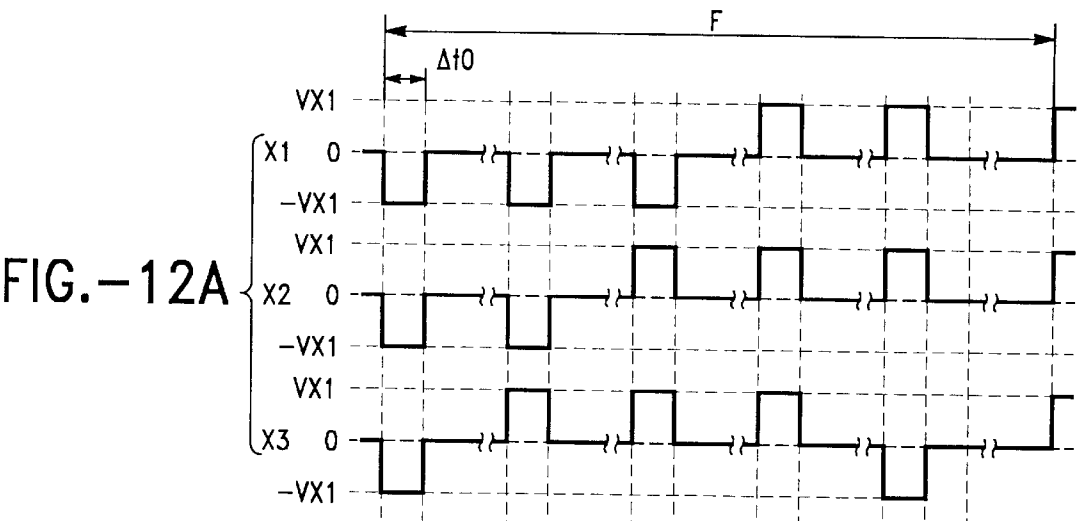 F
Δt0
VX1
X1 0
-VX1
VX1
FIG.-12A
X2 0
-VX1
VX1
X3 0
-VX1